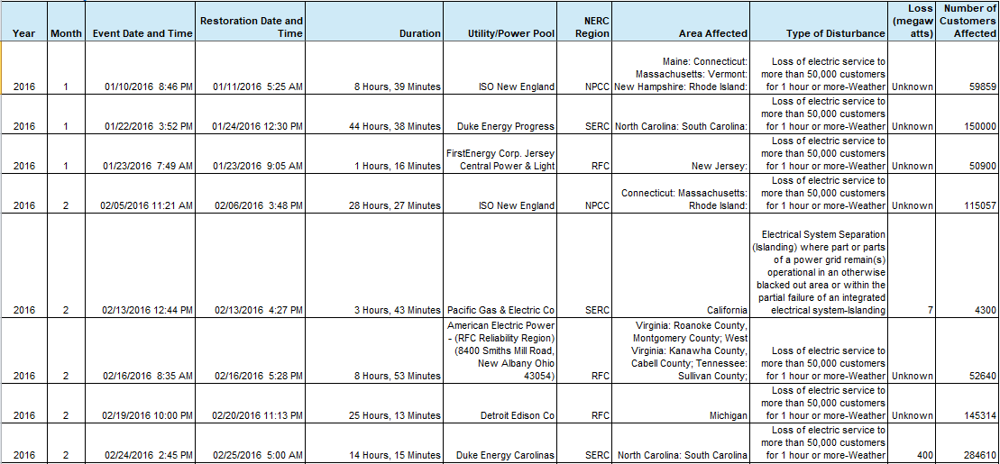 Year Month Event Date and Time Restoration Date and Time Duration Utility/Power Pool NERC Region Area Affected Type of Disturbance Loss (megaw atts) Number of Customers Affected
2016 1 01/10/2016 8:46 PM 01/11/2016 5:25 AM 8 Hours, 39 Minutes ISO New England NPCC Maine: Connecticut: Massachusetts: Vermont: New Hampshire: Rhode Island: Loss of electric service to more than 50,000 customers for 1 hour or more-Weather Unknown 59859
2016 1 01/22/2016 3:52 PM 01/24/2016 12:30 PM 44 Hours, 38 Minutes Duke Energy Progress SERC North Carolina: South Carolina: Loss of electric service to more than 50,000 customers for 1 hour or more-Weather Unknown 150000
2016 1 01/23/2016 7:49 AM 01/23/2016 9:05 AM 1 Hours, 16 Minutes FirstEnergy Corp. Jersey Central Power & Light RFC New Jersey: Loss of electric service to more than 50,000 customers for 1 hour or more-Weather Unknown 50900
2016 2 02/05/2016 11:21 AM 02/06/2016 3:48 PM 28 Hours, 27 Minutes ISO New England NPCC Connecticut: Massachusetts: Rhode Island: Loss of electric service to more than 50,000 customers for 1 hour or more-Weather Unknown 115057
2016 2 02/13/2016 12:44 PM 02/13/2016 4:27 PM 3 Hours, 43 Minutes Pacific Gas & Electric Co SERC California Electrical System Separation (Islanding) where part or parts of a power grid remain(s) operational in an otherwise blacked out area or within the partial failure of an integrated electrical system-Islanding 7 4300
2016 2 02/16/2016 8:35 AM 02/16/2016 5:28 PM 8 Hours, 53 Minutes American Electric Power - (RFC Reliability Region) (8400 Smiths Mill Road, New Albany Ohio 43054) RFC Virginia: Roanoke County, Montgomery County; West Virginia: Kanawha County, Cabell County; Tennessee: Sullivan County; Loss of electric service to more than 50,000 customers for 1 hour or more-Weather Unknown 52640
2016 2 02/19/2016 10:00 PM 02/20/2016 11:13 PM 25 Hours, 13 Minutes Detroit Edison Co RFC Michigan Loss of electric service to more than 50,000 customers for 1 hour or more-Weather Unknown 145314
2016 2 02/24/2016 2:45 PM 02/25/2016 5:00 AM 14 Hours, 15 Minutes Duke Energy Carolinas SERC North Carolina: South Carolina Loss of electric service to more than 50,000 customers for 1 hour or more-Weather 400 284610